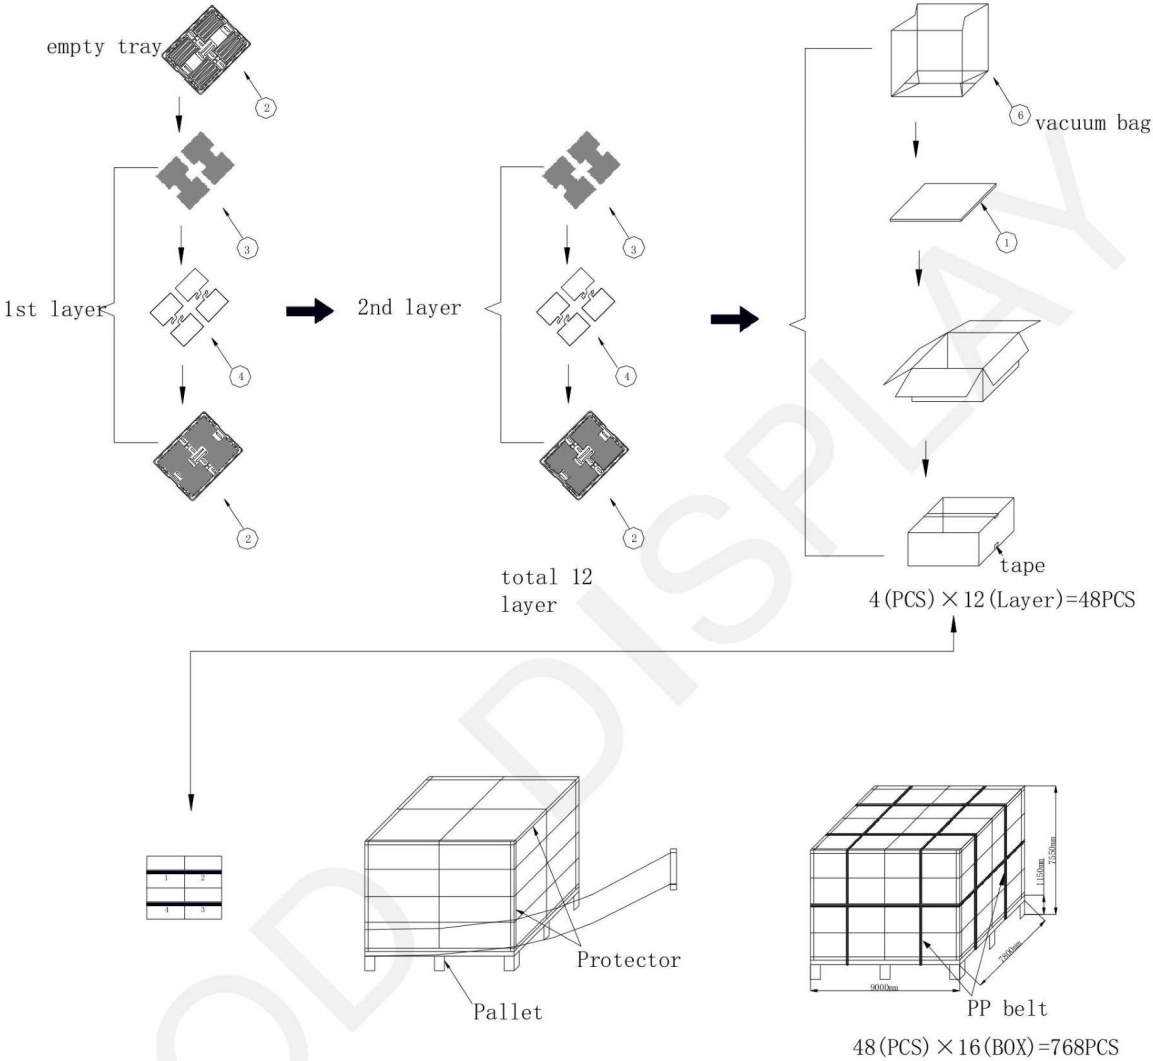 empty tray
2
3
1st layer
4
2
3
2nd layer
4
2
total 12
layer
6
vacuum bag
1
tape
4(PCS)×12(Layer)=48PCS
1
2
4
3
Protector
Pallet
7550mm
1150mm
7800mm
9000mm
PP belt
48(PCS)×16(BOX)=768PCS
OD DISPLAY